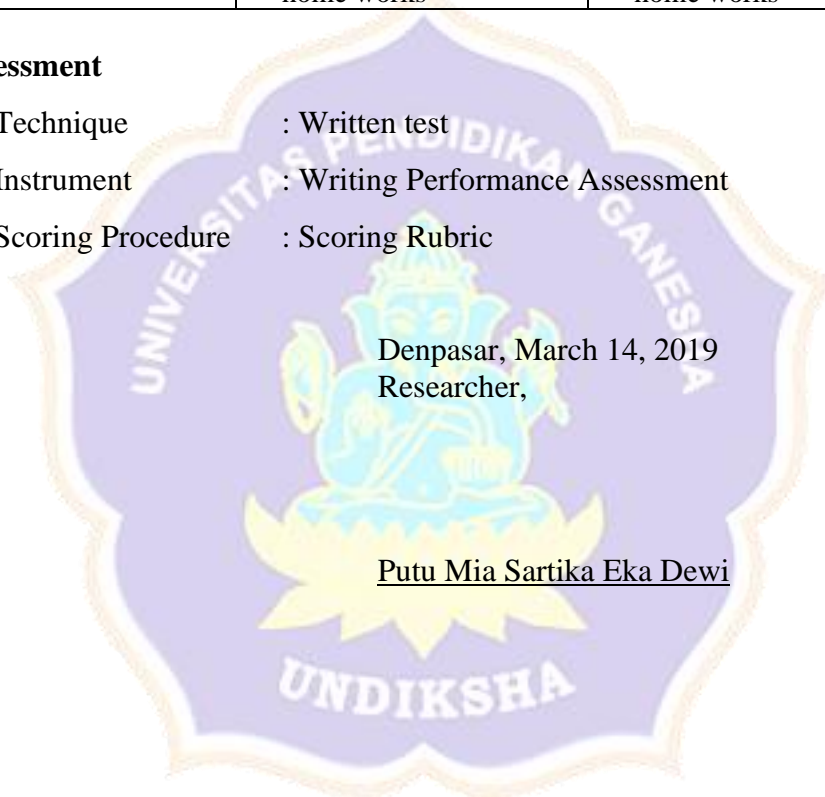 home works home works
essment
Technique : Written test
Instrument : Writing Performance Assessment
Scoring Procedure : Scoring Rubric
Denpasar, March 14, 2019
Researcher,
Putu Mia Sartika Eka Dewi
UNIVERSITAS PENDIDIKAN GANESHA
UNDIKSHA